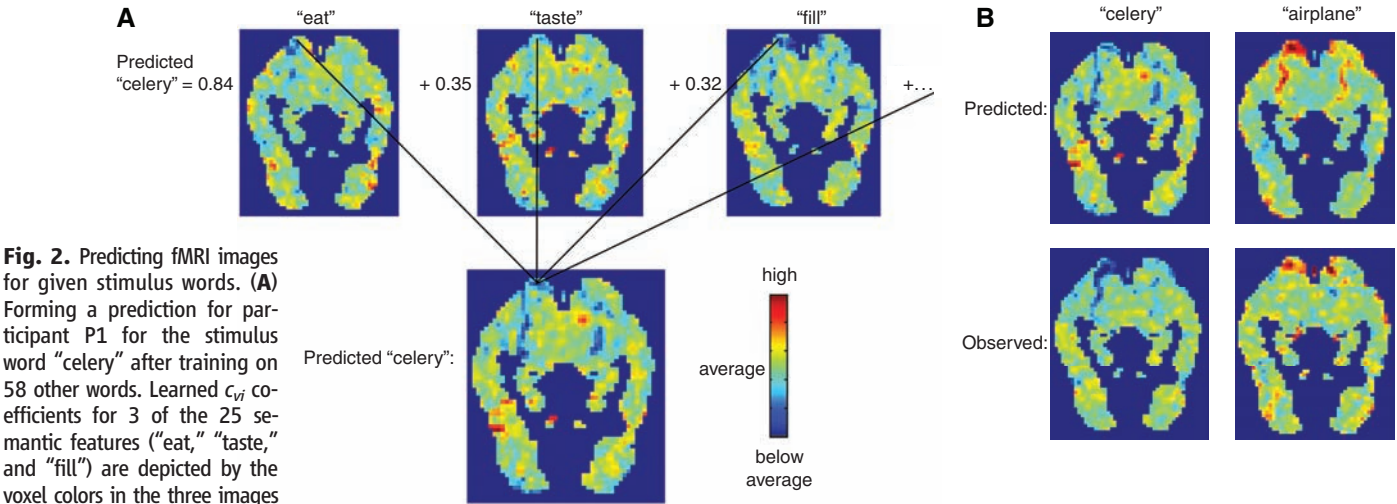 A
"eat"
"taste"
"fill"
Predicted
"celery" = 0.84
+ 0.35
+ 0.32
+...
Predicted "celery":
high
average
below
average
B
"celery"
"airplane"
Predicted:
Observed:
Fig. 2. Predicting fMRI images
for given stimulus words. (A)
Forming a prediction for par-
ticipant P1 for the stimulus
word "celery" after training on
58 other words. Learned cvi co-
efficients for 3 of the 25 se-
mantic features ("eat," "taste,"
and "fill") are depicted by the
voxel colors in the three images